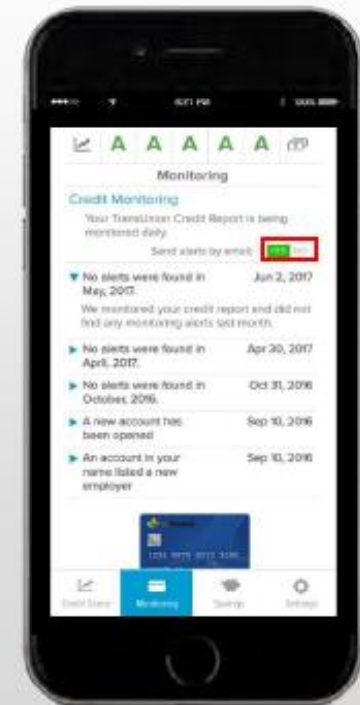 A A A A A
Monitoring
Credit Monitoring
Your TransUnion Credit Report is being
monitored daily.
Send alerts by email
No alerts were found in Jun 2, 2017
May, 2017.
We monitored your credit report and did not
find any monitoring alerts last month.
No alerts were found in Apr 30, 2017
April, 2017.
No alerts were found in Oct 31, 2016
October, 2016.
A new account has Sep 10, 2016
been opened
An account in your Sep 10, 2016
name listed a new
employer
Credit Score Monitoring Savings Settings